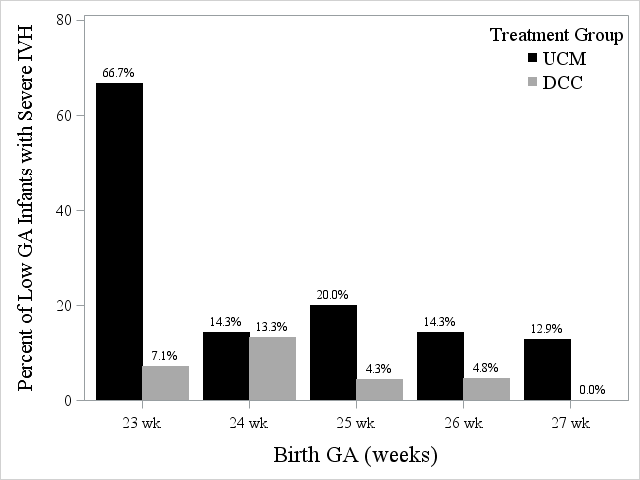 Percent of Low GA Infants with Severe IVH
80
60
40
20
0
Treatment Group
UCM
DCC
66.7%
7.1%
14.3%
13.3%
20.0%
4.3%
14.3%
4.8%
12.9%
0.0%
23 wk
24 wk
25 wk
26 wk
27 wk
Birth GA (weeks)